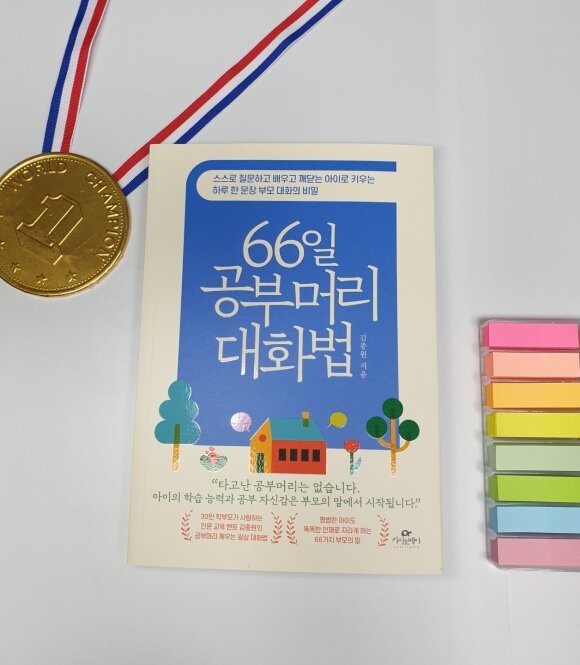 WORLD CHAMPION
1
스스로 질문하고 배우고 깨닫는 아이로 키우는
하루 한 문장 부모 대화의 비밀
66일
공부머리
대화법
김종원 지음
“타고난 공부머리는 없습니다.
아이의 학습 능력과 공부 자신감은 부모의 말에서 시작됩니다.”
30만 학부모가 사랑하는
인문 교육 멘토 김종원의
공부머리 깨우는 일상 대화법
평범한 아이도
똑똑한 인재로 자라게 하는
66가지 부모의 말